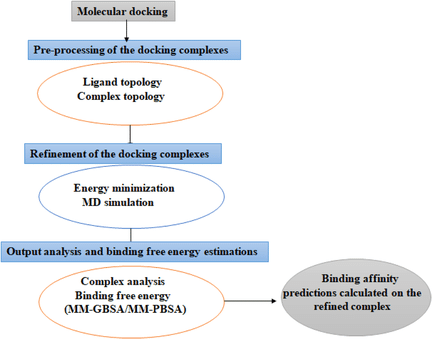 Molecular docking
Pre-processing of the docking complexes
Ligand topology
Complex topology
Refinement of the docking complexes
Energy minimization
MD simulation
Output analysis and binding free energy estimations
Complex analysis
Binding free energy
(MM-GBSA/MM-PBSA)
Binding affinity
predictions calculated on the
refined complex